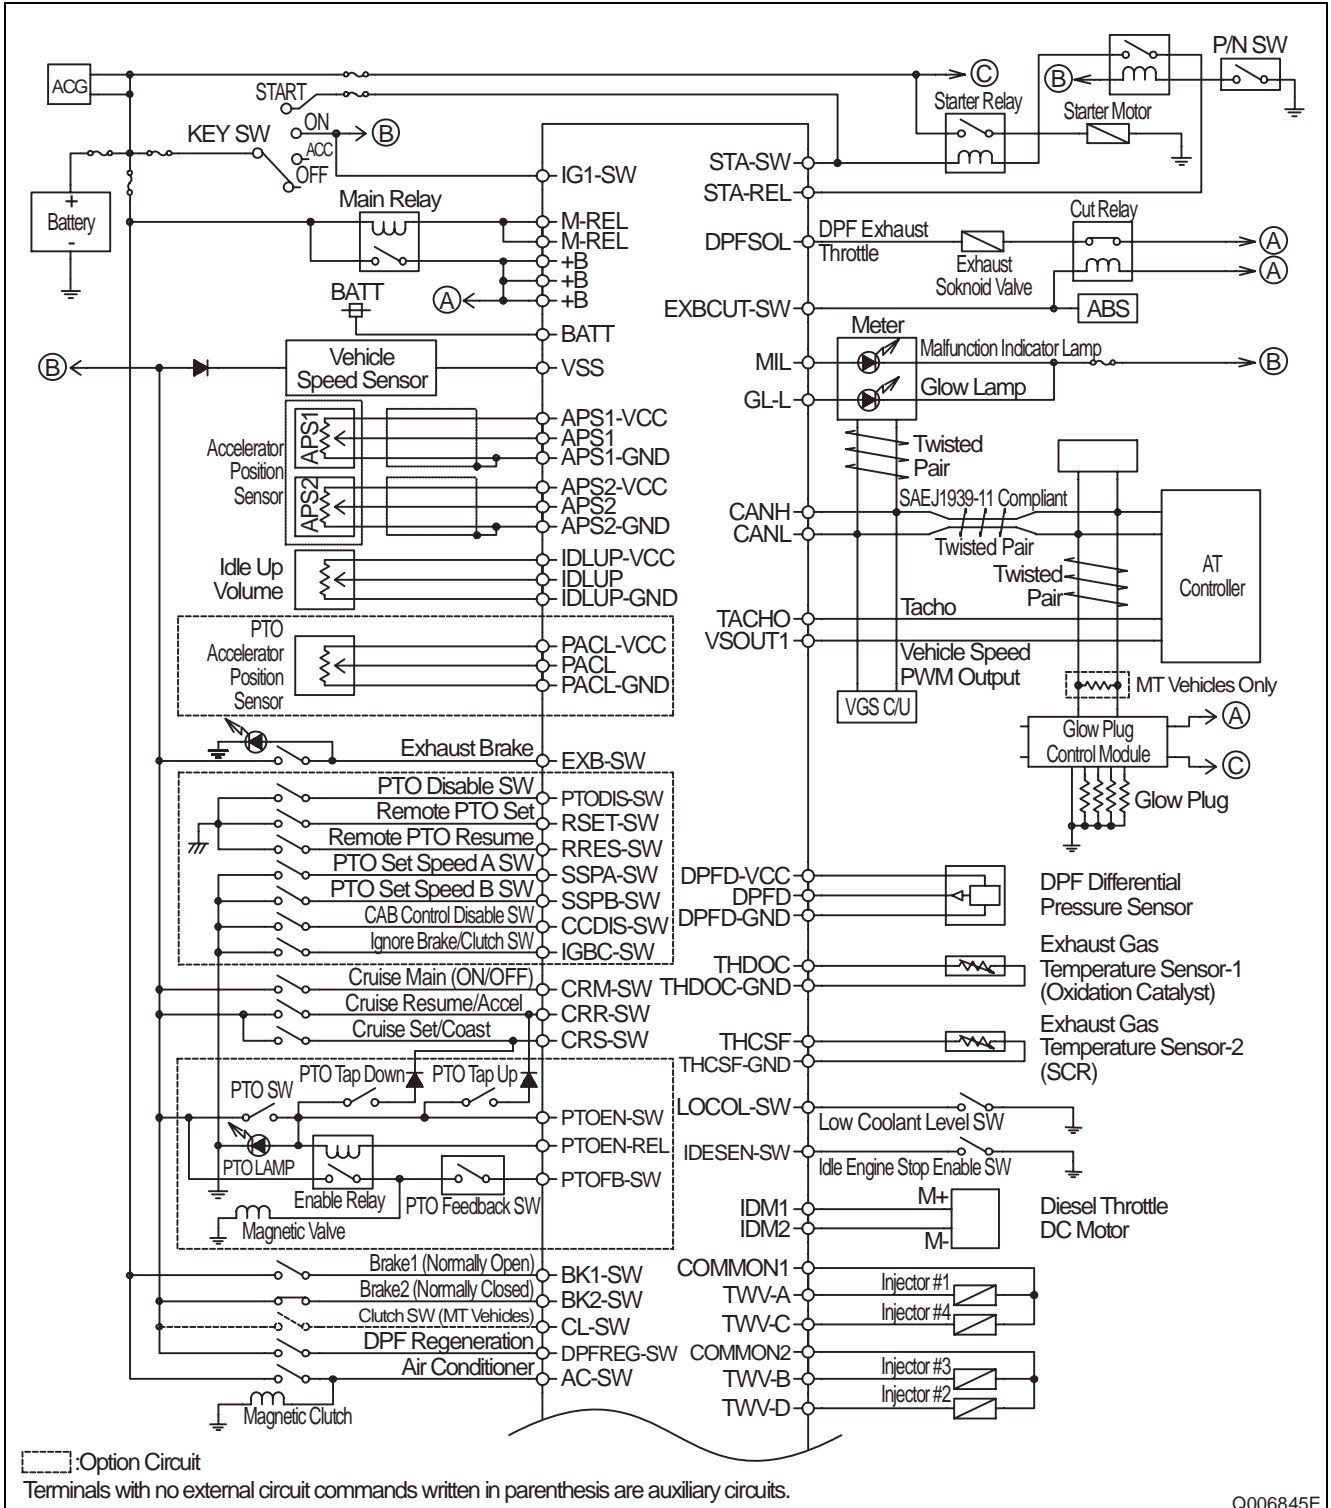 ACG
START
KEY SW
ON
B
ACC
OFF
+
Battery
-
Main Relay
BATT
A
B
Vehicle
Speed Sensor
APS1
Accelerator
Position
Sensor
APS2
Idle Up
Volume
PTO
Accelerator
Position
Sensor
Exhaust Brake
PTO Disable SW
Remote PTO Set
Remote PTO Resume
PTO Set Speed A SW
PTO Set Speed B SW
CAB Control Disable SW
Ignore Brake/Clutch SW
Cruise Main (ON/OFF)
Cruise Resume/Accel
Cruise Set/Coast
PTO SW
PTO Tap Down
PTO Tap Up
PTO LAMP
Enable Relay
PTO Feedback SW
Magnetic Valve
Brake1 (Normally Open)
Brake2 (Normally Closed)
Clutch SW (MT Vehicles)
DPF Regeneration
Air Conditioner
Magnetic Clutch
IG1-SW
M-REL
M-REL
+B
+B
+B
BATT
VSS
APS1-VCC
APS1
APS1-GND
APS2-VCC
APS2
APS2-GND
IDLUP-VCC
IDLUP
IDLUP-GND
PACL-VCC
PACL
PACL-GND
EXB-SW
PTODIS-SW
RSET-SW
RRES-SW
SSPA-SW
SSPB-SW
CCDIS-SW
IGBC-SW
CRM-SW
CRR-SW
CRS-SW
PTOEN-SW
PTOEN-REL
PTOFB-SW
BK1-SW
BK2-SW
CL-SW
DPFREG-SW
AC-SW
STA-SW
STA-REL
DPFSOL
EXBCUT-SW
MIL
GL-L
CANH
CANL
TACHO
VSOUT1
DPFD-VCC
DPFD
DPFD-GND
THDOC
THDOC-GND
THCSF
THCSF-GND
LOCOL-SW
IDESEN-SW
IDM1
IDM2
COMMON1
TWV-A
TWV-C
COMMON2
TWV-B
TWV-D
C
B
P/N SW
Starter Relay
Starter Motor
DPF Exhaust
Throttle
Cut Relay
A
Exhaust
Soknoid Valve
A
ABS
Meter
Malfunction Indicator Lamp
B
Glow Lamp
Twisted
Pair
SAEJ1939-11 Compliant
Twisted Pair
Twisted
Pair
AT
Controller
Tacho
Vehicle Speed
PWM Output
VGS C/U
MT Vehicles Only
Glow Plug
Control Module
A
C
Glow Plug
DPF Differential
Pressure Sensor
Exhaust Gas
Temperature Sensor-1
(Oxidation Catalyst)
Exhaust Gas
Temperature Sensor-2
(SCR)
Low Coolant Level SW
Idle Engine Stop Enable SW
M+
M-
Diesel Throttle
DC Motor
Injector #1
Injector #4
Injector #3
Injector #2
:Option Circuit
Terminals with no external circuit commands written in parenthesis are auxiliary circuits.
Q006845E